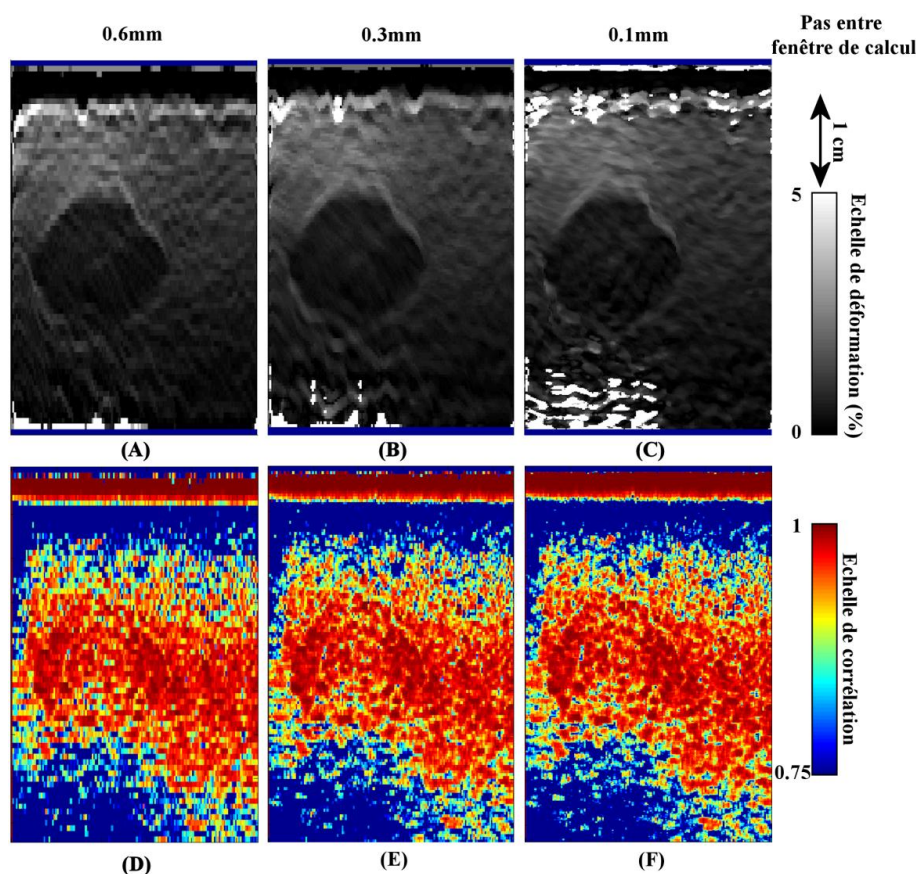 0.6mm
0.3mm
0.1mm
Pas entre
fenêtre de calcul
1 cm
5
Echelle de déformation (%)
0
(A)
(B)
(C)
1
Echelle de corrélation
0.75
(D)
(E)
(F)